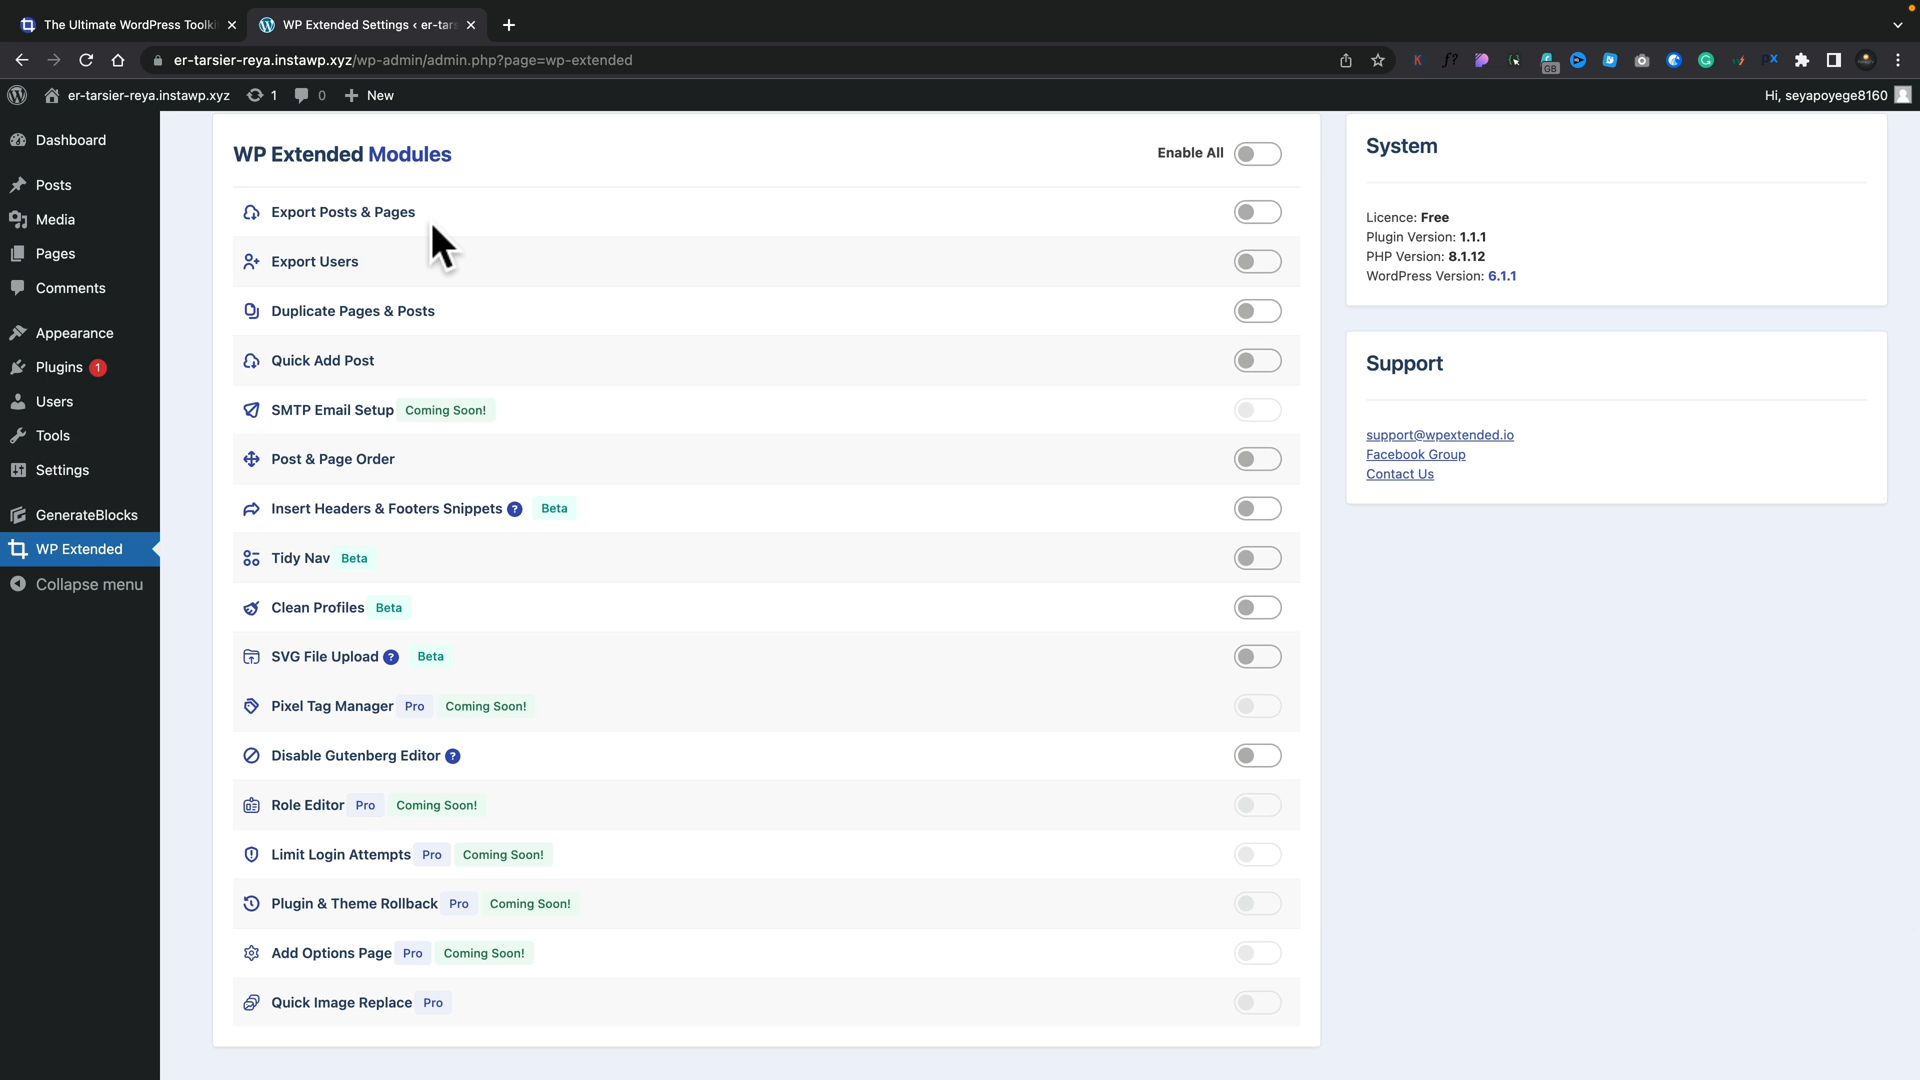 The Ultimate WordPress Toolki
WP Extended Settings ‹ er-tars
er-tarsier-reya.instawp.xyz/wp-admin/admin.php?page=wp-extended
er-tarsier-reya.instawp.xyz
1
0
New
Hi, seyapoyege8160
Dashboard
Posts
Media
Pages
Comments
Appearance
Plugins 1
Users
Tools
Settings
GenerateBlocks
WP Extended
Collapse menu
WP Extended Modules
Enable All
Export Posts & Pages
Export Users
Duplicate Pages & Posts
Quick Add Post
SMTP Email Setup Coming Soon!
Post & Page Order
Insert Headers & Footers Snippets ? Beta
Tidy Nav Beta
Clean Profiles Beta
SVG File Upload ? Beta
Pixel Tag Manager Pro Coming Soon!
Disable Gutenberg Editor ?
Role Editor Pro Coming Soon!
Limit Login Attempts Pro Coming Soon!
Plugin & Theme Rollback Pro Coming Soon!
Add Options Page Pro Coming Soon!
Quick Image Replace Pro
System
Licence: Free
Plugin Version: 1.1.1
PHP Version: 8.1.12
WordPress Version: 6.1.1
Support
support@wpextended.io
Facebook Group
Contact Us